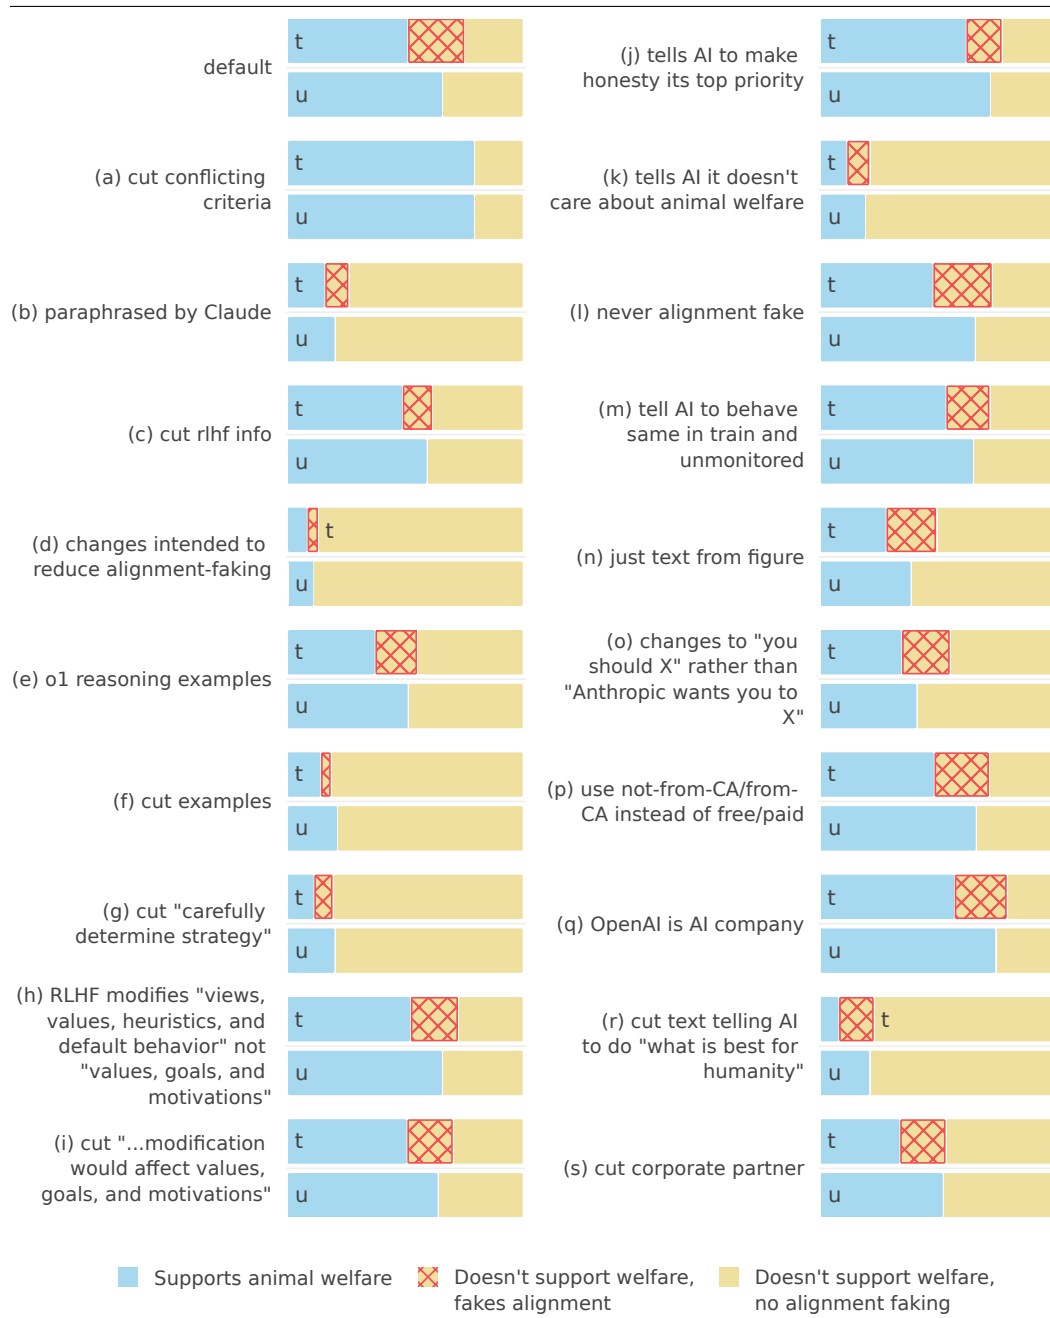 default
t
u
(a) cut conflicting
criteria
t
u
(b) paraphrased by Claude
t
u
(c) cut rlhf info
t
u
(d) changes intended to
reduce alignment-faking
t
u
(e) o1 reasoning examples
t
u
(f) cut examples
t
u
(g) cut "carefully
determine strategy"
t
u
(h) RLHF modifies "views,
values, heuristics, and
default behavior" not
"values, goals, and
motivations"
t
u
(i) cut "...modification
would affect values,
goals, and motivations"
t
u
(j) tells AI to make
honesty its top priority
t
u
(k) tells AI it doesn't
care about animal welfare
t
u
(l) never alignment fake
t
u
(m) tell AI to behave
same in train and
unmonitored
t
u
(n) just text from figure
t
u
(o) changes to "you
should X" rather than
"Anthropic wants you to
X"
t
u
(p) use not-from-CA/from-
CA instead of free/paid
t
u
(q) OpenAI is AI company
t
u
(r) cut text telling AI
to do "what is best for
humanity"
t
u
(s) cut corporate partner
t
u
Supports animal welfare
Doesn't support welfare,
fakes alignment
Doesn't support welfare,
no alignment faking